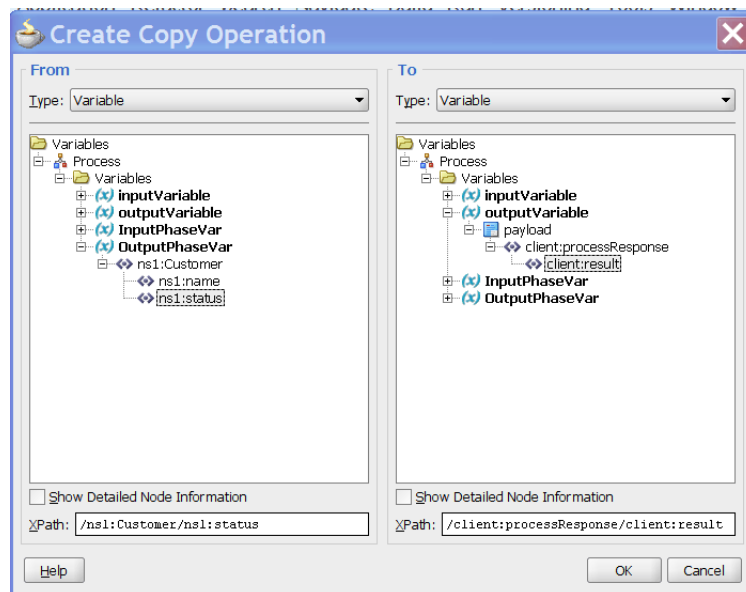 Create Copy Operation
From
Type: Variable
Variables
Process
Variables
(x) inputVariable
(x) outputVariable
(x) InputPhaseVar
(x) OutputPhaseVar
ns1:Customer
ns1:name
ns1:status
Show Detailed Node Information
XPath: /ns1:Customer/ns1:status
To
Type: Variable
Variables
Process
Variables
(x) inputVariable
(x) outputVariable
payload
client:processResponse
client:result
(x) InputPhaseVar
(x) OutputPhaseVar
Show Detailed Node Information
XPath: /client:processResponse/client:result
Help
OK
Cancel